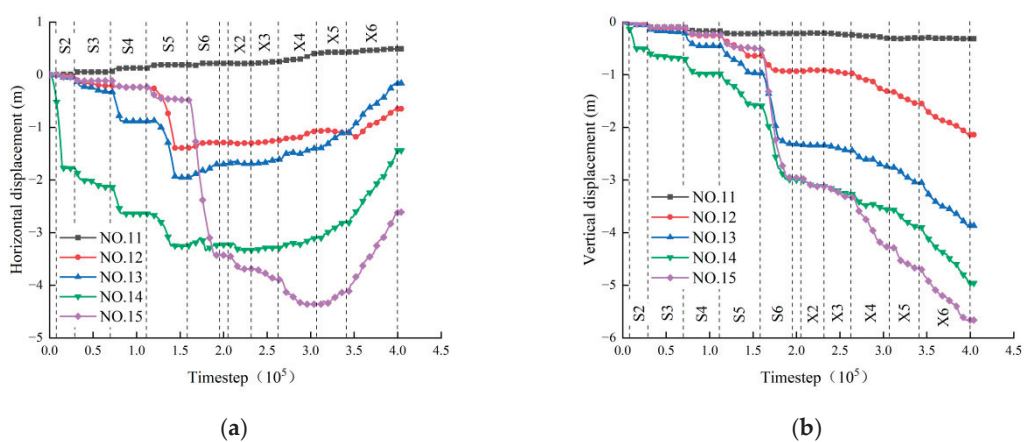 S2 S3 S4 S5 S6 X2 X3 X4 X5 X6
1
0
−1
−2
−3
−4
−5
Horizontal displacement (m)
NO.11
NO.12
NO.13
NO.14
NO.15
0.0 0.5 1.0 1.5 2.0 2.5 3.0 3.5 4.0 4.5
Timestep（10⁵）
(a)
0
−1
−2
−3
−4
−5
−6
Vertical displacement (m)
NO.11
NO.12
NO.13
NO.14
NO.15
S2 S3 S4 S5 S6 X2 X3 X4 X5 X6
0.0 0.5 1.0 1.5 2.0 2.5 3.0 3.5 4.0 4.5
Timestep（10⁵）
(b)